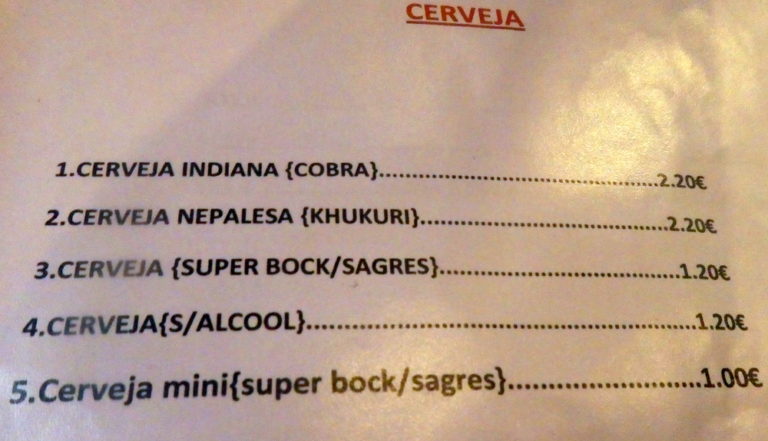 CERVEJA
1.CERVEJA INDIANA {COBRA}..................................................2.20€
2.CERVEJA NEPALESA {KHUKURI}.............................................2.20€
3.CERVEJA {SUPER BOCK/SAGRES}..........................................1.20€
4.CERVEJA{S/ALCOOL}............................................................1.20€
5.Cerveja mini{super bock/sagres}............................1.00€